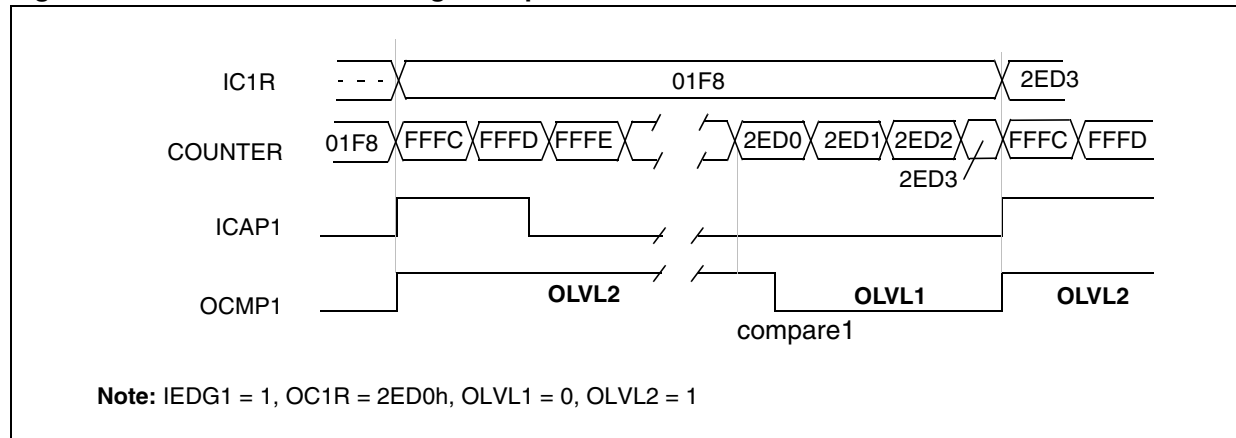 IC1R - - - 01F8 2ED3
COUNTER 01F8 FFFC FFFD FFFE 2ED0 2ED1 2ED2 FFFC FFFD
2ED3
ICAP1
OCMP1 OLVL2 OLVL1 OLVL2
compare1
Note: IEDG1 = 1, OC1R = 2ED0h, OLVL1 = 0, OLVL2 = 1